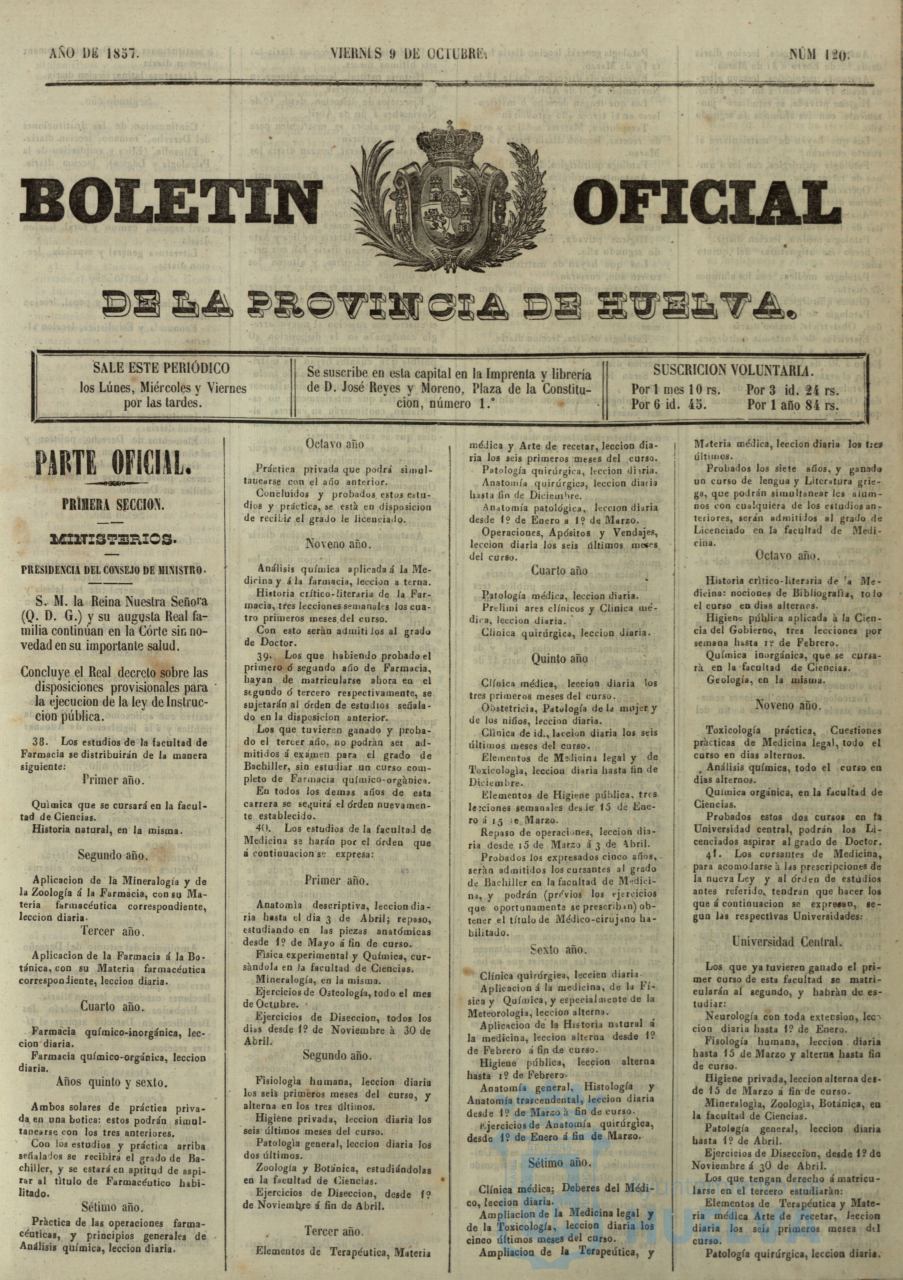 AÑO DE 1857.
VIERNES 9 DE OCTUBRE.
NÚM 120.
BOLETIN OFICIAL
DE LA PROVINCIA DE HUELVA.
SALE ESTE PERIÓDICO
los Lúnes, Miércoles y Viernes
por las tardes.
Se suscribe en esta capital en la Imprenta y librería
de D. José Reyes y Moreno, Plaza de la Constitu-
cion, número 1.°
SUSCRICION VOLUNTARIA.
Por 1 mes 10 rs. Por 3 id. 24 rs.
Por 6 id. 45. Por 1 año 84 rs.
PARTE OFICIAL.
PRIMERA SECCION.
MINISTERIOS.
PRESIDENCIA DEL CONSEJO DE MINISTRO.
S. M. la Reina Nuestra Señora
(Q. D. G.) y su augusta Real fa-
milia continúan en la Córte sin no-
vedad en su importante salud.
Concluye el Real decreto sobre las
disposiciones provisionales para
la ejecucion de la ley de Instruc-
cion pública.
38. Los estudios de la facultad de
Farmacia se distribuirán de la manera
siguiente:
Primer año.
Quimica que se cursará en la facul-
tad de Ciencias.
Historia natural, en la misma.
Segundo año.
Aplicacion de la Mineralogía y de
la Zoología á la Farmacia, con su Ma-
teria farmacéutica correspondiente,
leccion diaria.
Tercer año.
Aplicacion de la Farmacia á la Bo-
tánica, con su Materia farmacéutica
correspondiente, leccion diaria.
Cuarto año.
Farmacia químico-inorgánica, lec-
cion diaria.
Farmacia químico-orgánica, leccion
diaria.
Años quinto y sexto.
Ambos solares de práctica priva-
da en una botica: estos podrán simul-
tanearse con los tres anteriores.
Con los estudios y práctica arriba
señalados se recibirá el grado de Ba-
chiller, y se estará en aptitud de aspi-
rar al título de Farmacéutico habi-
litado.
Sétimo año.
Pràctica de las operaciones farma-
céuticas, y principios generales de
Análisis química, leccion diaria.
Octavo año
Práctica privada que podrá simul-
tanearse con el año anterior.
Concluidos y probados estos estu-
dios y práctica, se está en disposicion
de recibir el grado le licenciado.
Noveno año.
Análisis química aplicada á la Me-
dicina y á la farmacia, leccion a terna.
Historia crítico-literaria de la Far-
macia, tres lecciones semanales los cua
tro primeros meses del curso.
Con esto serán admitidos al grado
de Doctor.
39. Los que habiendo probado el
primero ó segundo año de Farmacia,
hayan de matricularse ahora en el
segundo ó tercero respectivamente, se
sujetarán al órden de estudios señala-
do en la disposicion anterior.
Los que tuvieren ganado y proba-
do el tercer año, no podrán ser ad-
mitidos á exámen para el grado de
Bachiller, sin estudiar un curso com-
pleto de Farmacia químico-orgànica.
En todos los demas años de esta
carrera se seguirá el órden nuevamen-
te establecido.
40. Los estudios de la facultad de
Medicina se harán por el órden que
á continuacion se expresa:
Primer año.
Anatomia descriptiva, leccion dia-
ria hasta el dia 3 de Abril; repaso,
estudiando en las piezas anatómicas
desde 1º de Mayo á fin de curso.
Fisica experimental y Química, cur-
sàndola en la facultad de Ciencias.
Mineralogía, en la misma.
Ejercicios de Osteología, todo el mes
de Octubre.
Ejercicios de Diseccion, todos los
dias desde 1º de Noviembre à 30 de
Abril.
Segundo año.
Fisiologìa humana, leccion diaria
los seis primeros meses del curso, y
alterna en los tres últimos.
Higiene privada, leccion diaria los
seis últimos meses del curso.
Patologia general, leccion diaria los
dos últimos.
Zoología y Botánica, estudiándolas
en la facultad de Ciencias.
Ejercicios de Diseccion, desde 1º
de Noviembre á fin de Abril.
Tercer año.
Elementos de Terapéutica, Materia
médica y Arte de recetar, leccion dia-
ria los seis primeros meses del curso.
Patología quirúrgica, leccion diaria.
Anatomía quirúrgica, leccion diaria
hasta fin de Diciembre.
Anatomía patológica, leccion diaria
desde 1º de Enero a 1º de Marzo.
Operaciones, Apósitos y Vendajes,
leccion diaria los seis últimos meses
del curso.
Cuarto año
Patología médica, leccion diaria.
Prelimi ares clínicos y Clinica mé-
dica, leccion diaria.
Clinica quirúrgica, leccion diaria.
Quinto año
Clínica médica, leccion diaria los
tres primeros meses del curso.
Obstetricia, Patología de la mujer y
de los niños, leccion diaria.
Clinica de id., leccion diaria los seis
últimos meses del curso.
Elementos de Medicina legal y de
Toxicología, leccion diaria hasta fin de
Diciembre.
Elementos de Higiene pública, tres
lecciones semanales desde 15 de Ene-
ro á 15 de Marzo.
Repaso de operaciones, leccion dia-
ria desde 15 de Marzo á 3 de Abril.
Probados los expresados cinco años,
serán admitidos los cursantes al grado
de Bachiller en la facultad de Medici-
na, y podrán (prévios los ejercicios
que oportunamente se prescriban) ob-
tener el título de Médico-cirujano ha-
bilitado.
Sexto año.
Clínica quirúrgica, leccion diaria.
Aplicacion á la medicina, de la Fí-
sica y Química, y especialmente de la
Meteorologìa, leccion alterna.
Aplicacion de la Historia natural á
la medicina, leccion alterna desde 1º
de Febrero á fin de curso.
Higiene pública, leccion alterna
hasta 1º de Febrero.
Anatomía general, Histología y
Anatomía trascendental, leccion diaria
desde 1º de Marzo à fin de curso.
Ejercicios de Anatomía quirúrgica,
desde 1º de Enero á fin de Marzo.
Sétimo año.
Clìnica médica; Deberes del Médi-
co, leccion diaria.
Ampliacion de la Medicina legal y
de la Toxicología, leccion diaria los
cinco últimos meses del curso.
Ampliacion de la Terapéutica, y
Materia médica, leccion diaria los tres
últimos.
Probados los siete años, y ganado
un curso de lengua y Literatura grie-
ga, que podrán simultanear los alum-
nos con cualquiera de los estudios an-
teriores, serán admitidos al grado de
Licenciado en la facultad de Medi-
cina.
Octavo año.
Historia crìtico-literaria de la Me-
dicina: nociones de Bibliografía, todo
el curso en dias alternos.
Higiene pública aplicada à la Cien-
cia del Gobierno, tres lecciones por
semana hasta 1º de Febrero.
Química inorgánica, que se cursa-
rá en la facultad de Ciencias.
Geología, en la misma.
Noveno año.
Toxicología práctica, Cuestiones
pràcticas de Medicina legal, todo el
curso en dias alternos.
Análisis química, todo el curso en
dias alternos.
Química orgánica, en la facultad de
Ciencias.
Probados estos dos cursos en la
Universidad central, podrán los Li-
cenciados aspirar al grado de Doctor.
41. Los cursantes de Medicina,
para acomodarse à las prescripciones de
la nueva Ley y al órden de estudios
antes referido, tendràn que hacer los
que á continuacion se expresan, se-
gun las respectivas Universidades:
Universidad Central.
Los que ya tuvieren ganado el pri-
mer curso de esta facultad se matri-
cularán al segundo, y habràn de es-
tudiar:
Neurología con toda extension, lec-
cion diaria hasta 1º de Enero.
Fisología humana, leccion diaria
hasta 15 de Marzo y alterna hasta fin
de curso.
Higiene privada, leccion alterna des-
de 15 de Marzo á fin de curso.
Mineralogia, Zoologìa, Botánica, en
la facultad de Ciencias.
Patología general, leccion diaria
hasta 1º de Abril.
Ejercicios de Diseccion, desde 1º de
Noviembre á 30 de Abril.
Los que tengan derecho á matricu-
larse en el tercero estudiaràn:
Elementos de Terapéutica y Mate-
ria médica Arte de recetar, leccion
diaria los seis primeros meses del
curso.
Patología quirúrgica, leccion diaria.
HUELVA